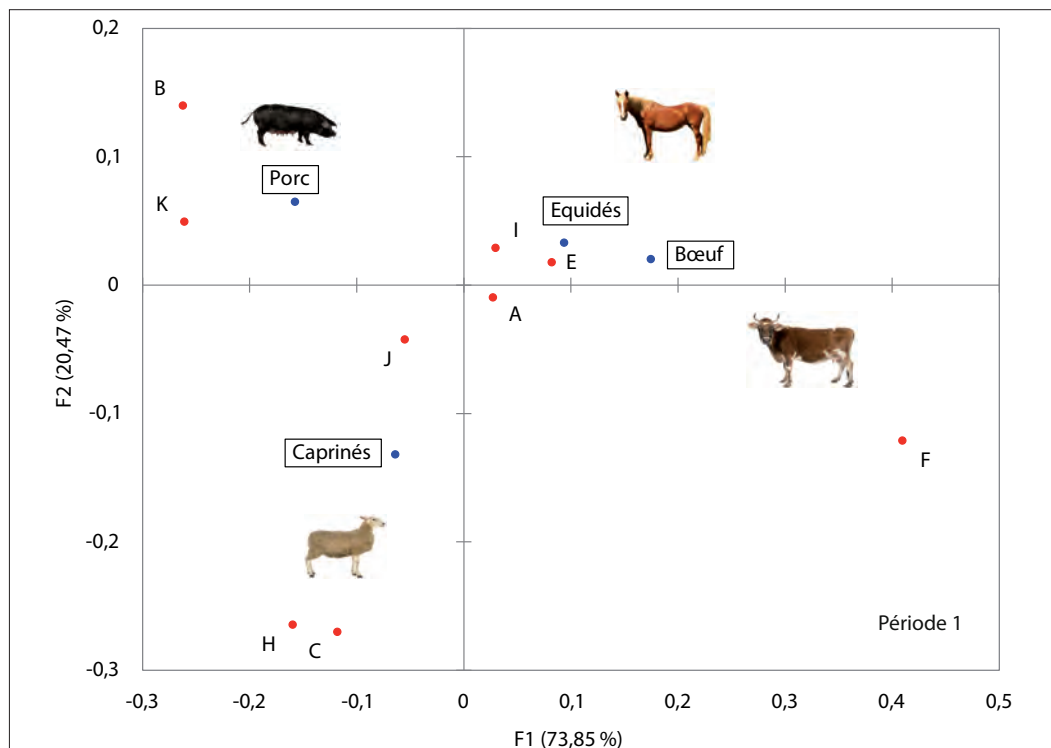 0,2
B
0,1
Porc
K
Equidés
I
Bœuf
E
0
A
J
F2 (20,47 %)
-0,1
Caprinés
F
-0,2
Période 1
H
C
-0,3
-0,3
-0,2
-0,1
0
0,1
0,2
0,3
0,4
0,5
F1 (73,85 %)